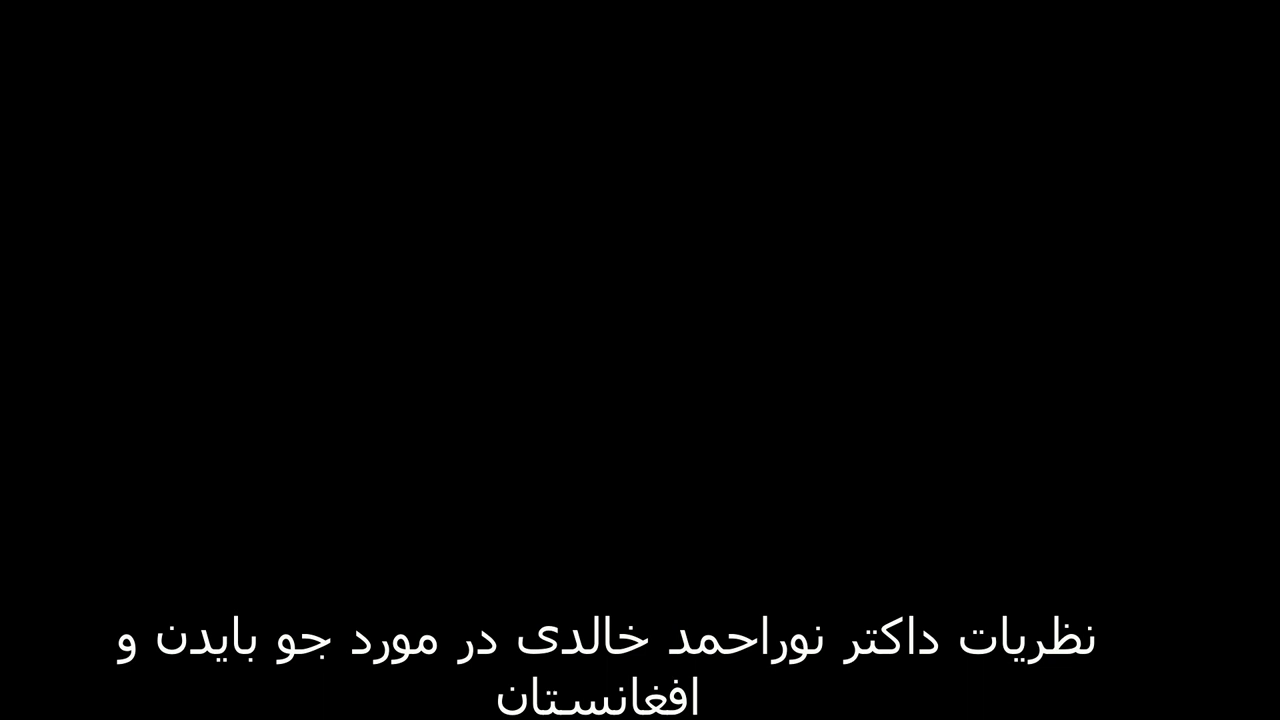 نظریات داکتر نوراحمد خالدی در مورد جو بایدن و
افغانستان